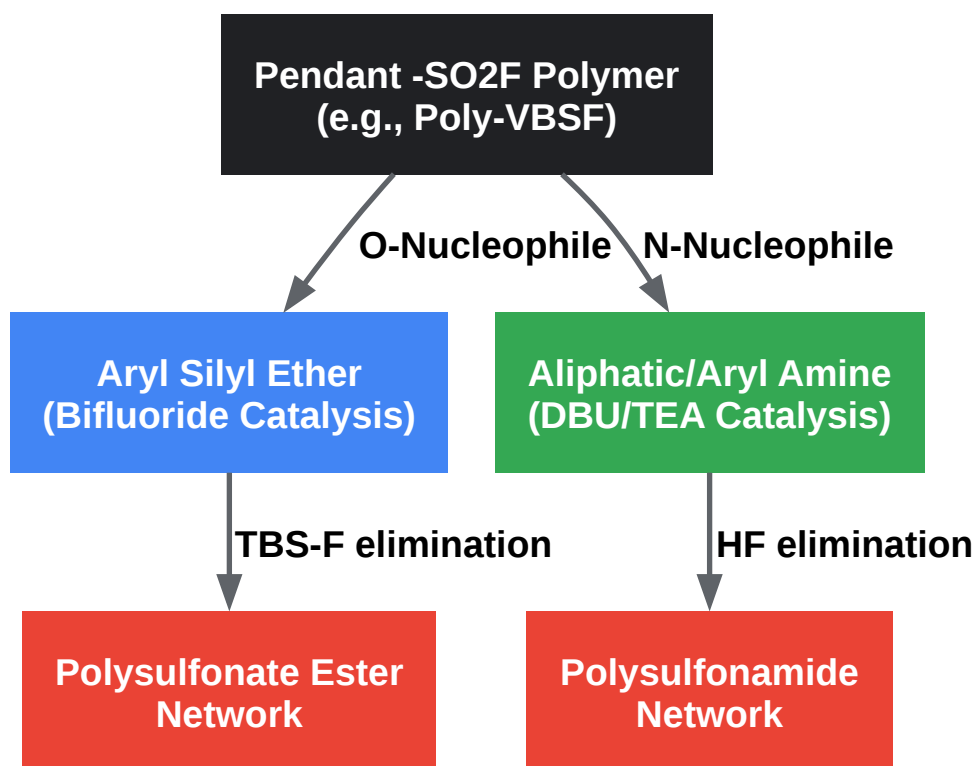 Pendant -SO2F Polymer
(e.g., Poly-VBSF)
O-Nucleophile
N-Nucleophile
Aryl Silyl Ether
(Bifluoride Catalysis)
Aliphatic/Aryl Amine
(DBU/TEA Catalysis)
TBS-F elimination
HF elimination
Polysulfonate Ester
Network
Polysulfonamide
Network